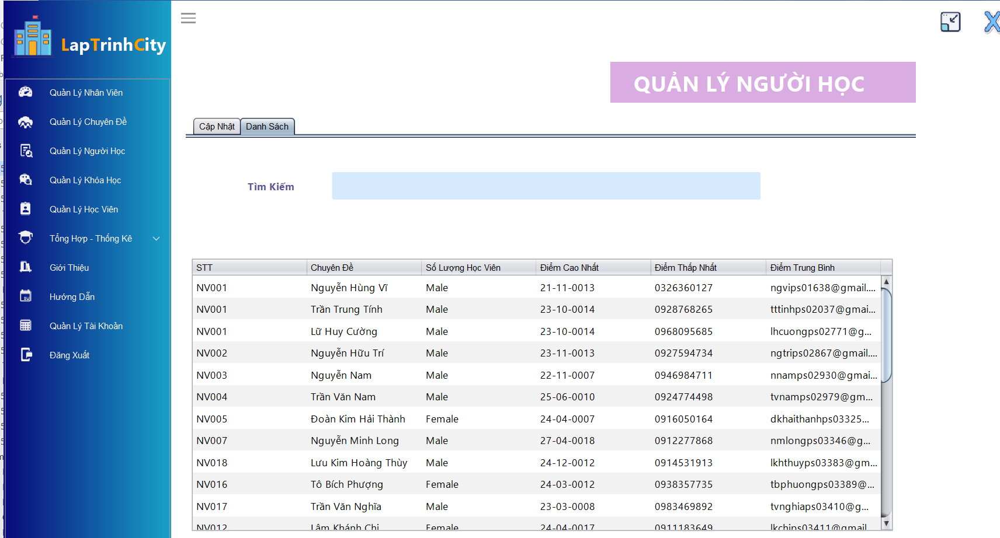 LapTrinhCity
Quản Lý Nhân Viên
Quản Lý Chuyên Đề
Quản Lý Người Học
Quản Lý Khóa Học
Quản Lý Học Viên
Tổng Hợp - Thống Kê
Giới Thiệu
Hướng Dẫn
Quản Lý Tài Khoản
Đăng Xuất
QUẢN LÝ NGƯỜI HỌC
Cập Nhật Danh Sách
Tìm Kiếm
STT Chuyên Đề Số Lượng Học Viên Điểm Cao Nhất Điểm Thấp Nhất Điểm Trung Bình
NV001 Nguyễn Hùng Vĩ Male 21-11-0013 0326360127 ngvips01638@gmail....
NV001 Trần Trung Tính Male 23-10-0014 0928768265 tttinhps02037@gmai...
NV001 Lữ Huy Cường Male 23-10-0014 0968095685 lhcuongps02771@g...
NV002 Nguyễn Hữu Trí Male 23-11-0013 0927594734 ngtrips02867@gmail....
NV003 Nguyễn Nam Male 22-11-0007 0946984711 nnamps02930@gmai...
NV004 Trần Văn Nam Male 25-06-0010 0924774498 tvnamps02979@gm...
NV005 Đoàn Kim Hải Thành Female 24-04-0007 0916050164 dkhaithanhps03325...
NV007 Nguyễn Minh Long Male 27-04-0018 0912277868 nmlongps03346@g...
NV018 Lưu Kim Hoàng Thùy Male 24-12-0012 0914531913 lkhthuyps03383@gm...
NV016 Tô Bích Phượng Female 24-03-0012 0938357735 tbphuongps03389@...
NV017 Trần Văn Nghĩa Male 23-03-0008 0983469892 tvnghiaps03410@g...
NV012 Lâm Khánh Chi Female 24-04-0017 0911183649 lkchips03411@gmail